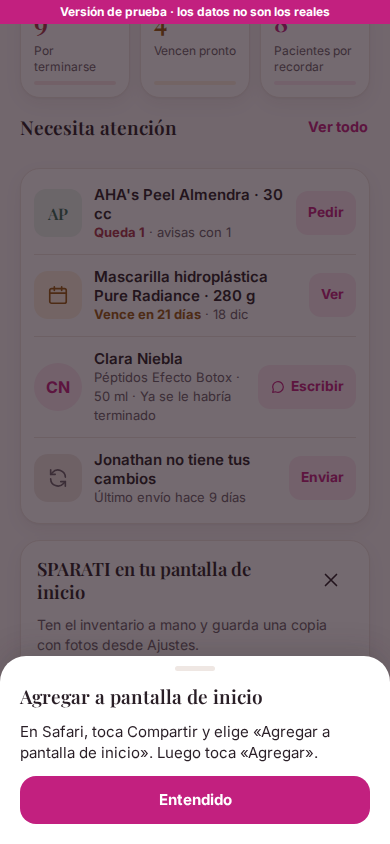 Versión de prueba · los datos no son los reales
9
4
8
Por
terminarse
Vencen pronto
Pacientes por
recordar
Necesita atención
Ver todo
AP
AHA's Peel Almendra · 30
cc
Queda 1 · avisas con 1
Pedir
Mascarilla hidroplástica
Pure Radiance · 280 g
Vence en 21 días · 18 dic
Ver
CN
Clara Niebla
Péptidos Efecto Botox ·
50 ml · Ya se le habría
terminado
Escribir
Jonathan no tiene tus
cambios
Último envío hace 9 días
Enviar
SPARATI en tu pantalla de
inicio
Ten el inventario a mano y guarda una copia
con fotos desde Ajustes.
Agregar a pantalla de inicio
En Safari, toca Compartir y elige «Agregar a
pantalla de inicio». Luego toca «Agregar».
Entendido